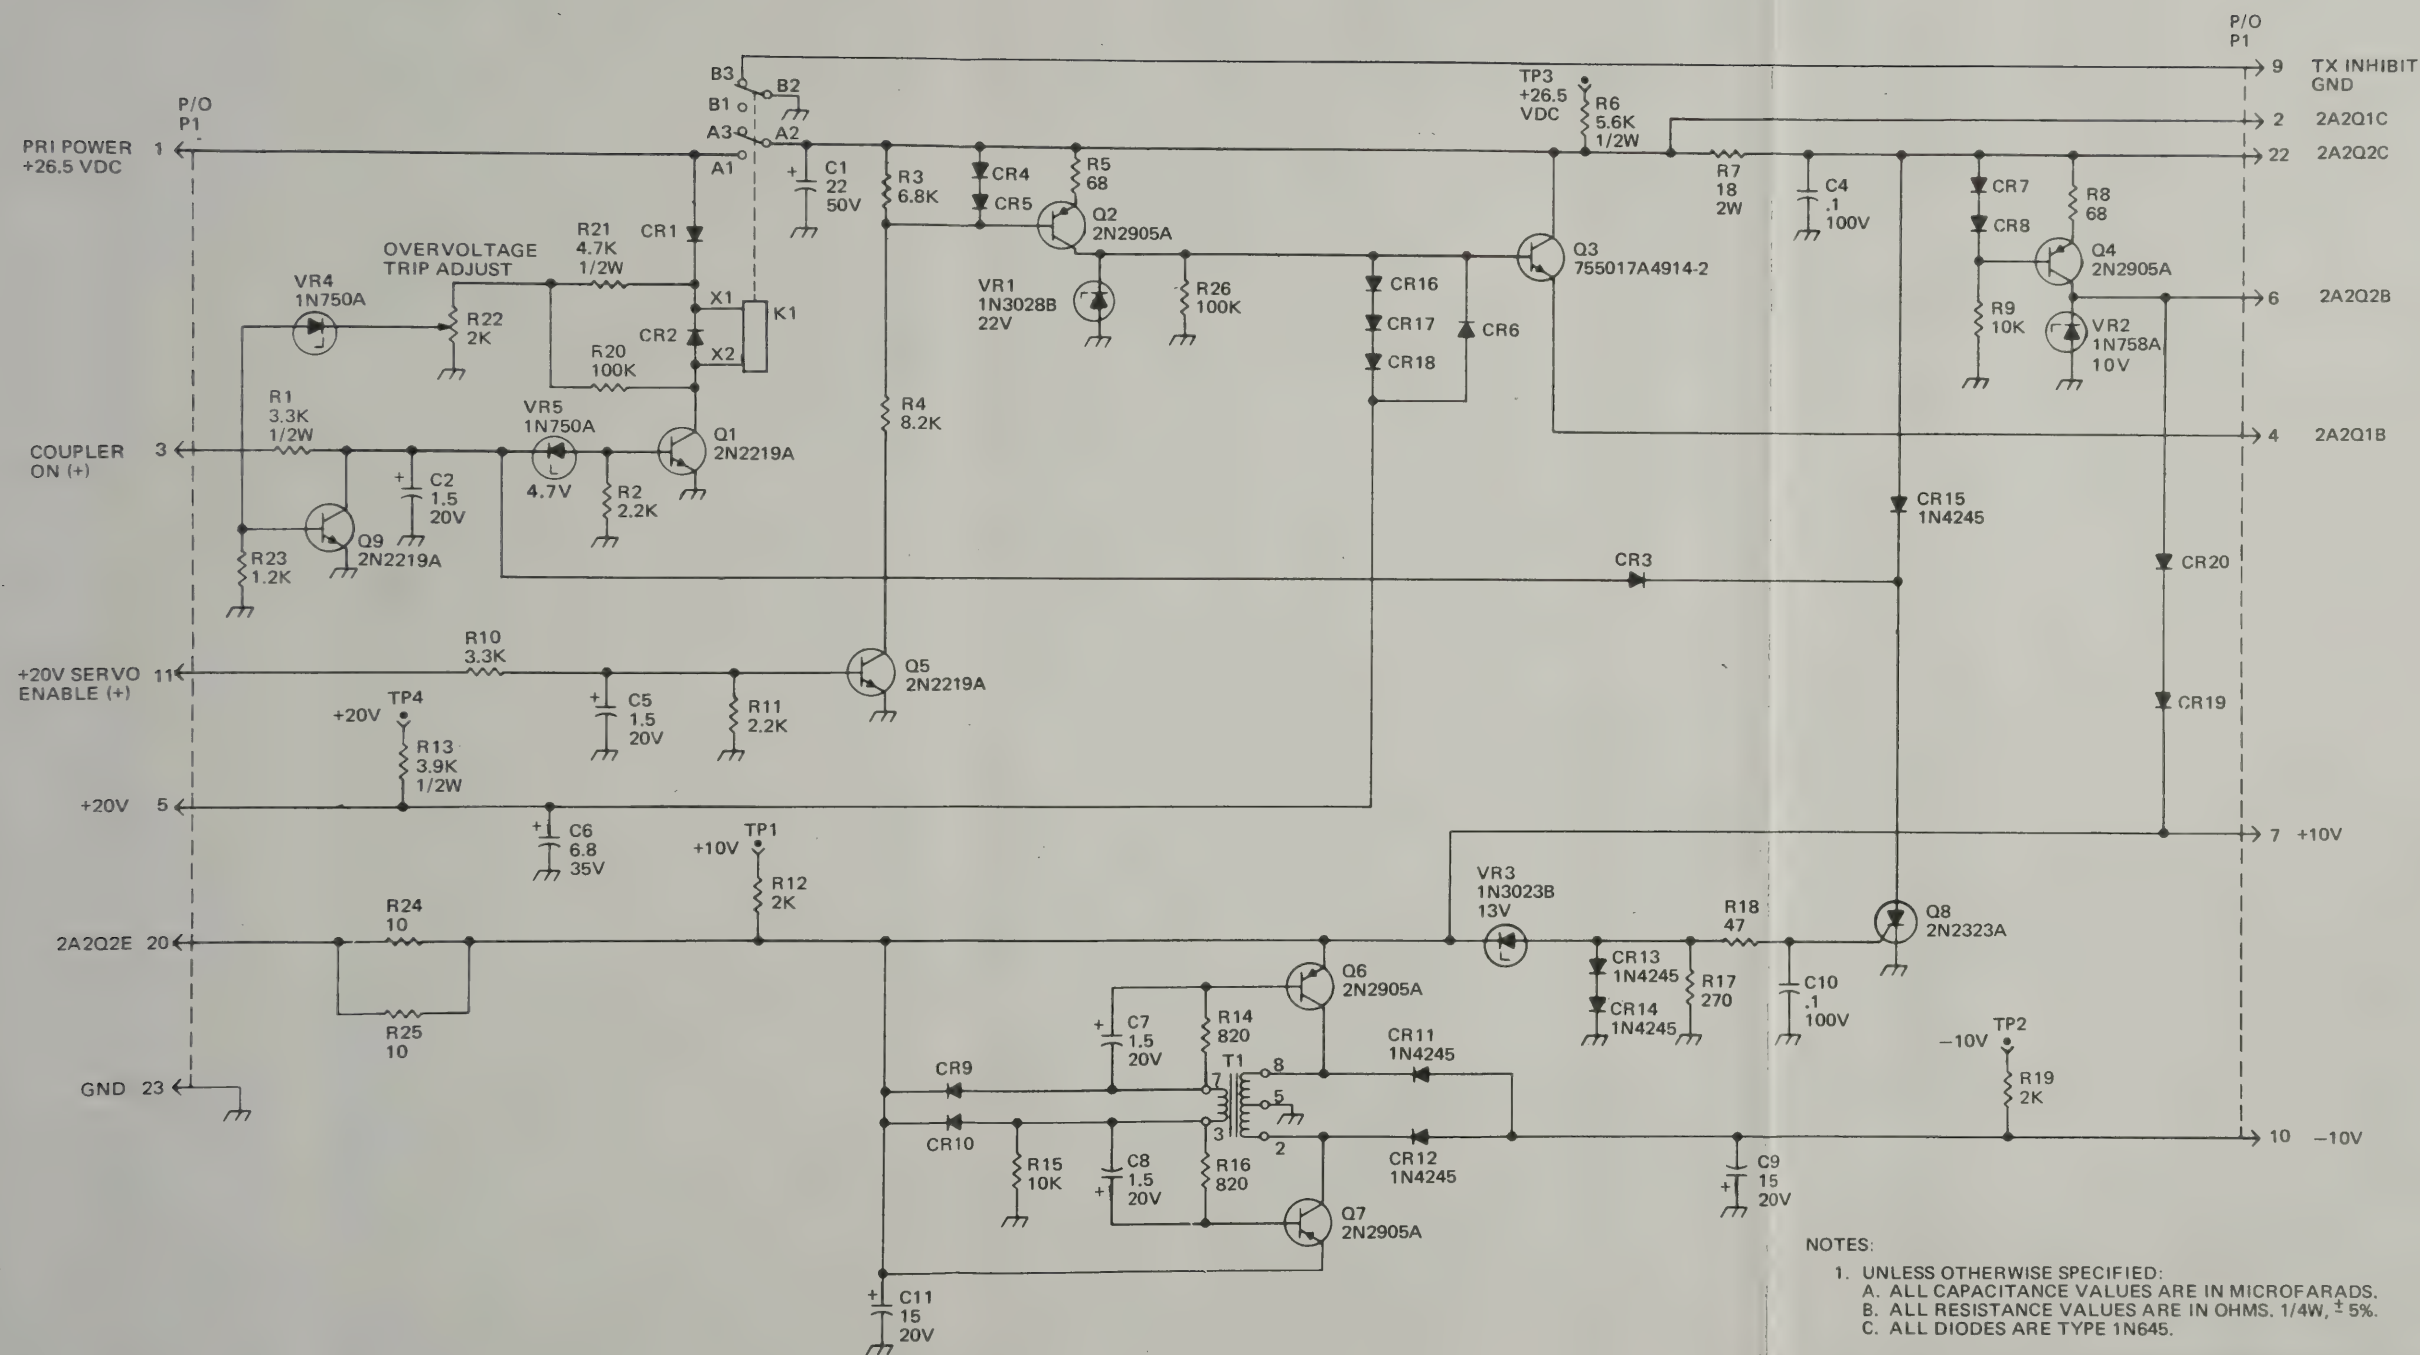 P/O
P1
B3
B2
B1
A3
A2
A1
TP3
+26.5
VDC
R6
5.6K
1/2W
P/O
P1
9 TX INHIBIT
GND
2 2A2Q1C
22 2A2Q2C
PRI POWER 1
+26.5 VDC
C1
22
50V
+
R3
6.8K
CR4
CR5
R5
68
Q2
2N2905A
R7
18
2W
C4
.1
100V
CR7
CR8
R8
68
Q4
2N2905A
CR1
R21
4.7K
1/2W
OVERVOLTAGE
TRIP ADJUST
VR4
1N750A
R22
2K
X1
K1
CR2
X2
R20
100K
VR1
1N3028B
22V
R26
100K
CR16
CR17
CR18
CR6
Q3
755017A4914-2
R9
10K
VR2
1N758A
10V
6 2A2Q2B
4 2A2Q1B
R1
3.3K
1/2W
COUPLER 3
ON (+)
VR5
1N750A
4.7V
Q1
2N2219A
R4
8.2K
+
C2
1.5
20V
R2
2.2K
Q9
2N2219A
R23
1.2K
CR15
1N4245
CR3
CR20
CR19
R10
3.3K
+20V SERVO 11
ENABLE (+)
Q5
2N2219A
TP4
+20V
R13
3.9K
1/2W
+
C5
1.5
20V
R11
2.2K
+20V 5
+
C6
6.8
35V
TP1
+10V
R12
2K
7 +10V
VR3
1N3023B
13V
R18
47
Q8
2N2323A
R24
10
2A2Q2E 20
R25
10
Q6
2N2905A
CR13
1N4245
CR14
1N4245
R17
270
C10
.1
100V
+
C7
1.5
20V
R14
820
T1
7
8
5
3
2
CR11
1N4245
TP2
-10V
R19
2K
GND 23
CR9
CR10
R15
10K
C8
1.5
20V
+
R16
820
CR12
1N4245
10 -10V
C9
15
20V
+
Q7
2N2905A
+
C11
15
20V
NOTES:
1. UNLESS OTHERWISE SPECIFIED:
A. ALL CAPACITANCE VALUES ARE IN MICROFARADS.
B. ALL RESISTANCE VALUES ARE IN OHMS. 1/4W, ± 5%.
C. ALL DIODES ARE TYPE 1N645.